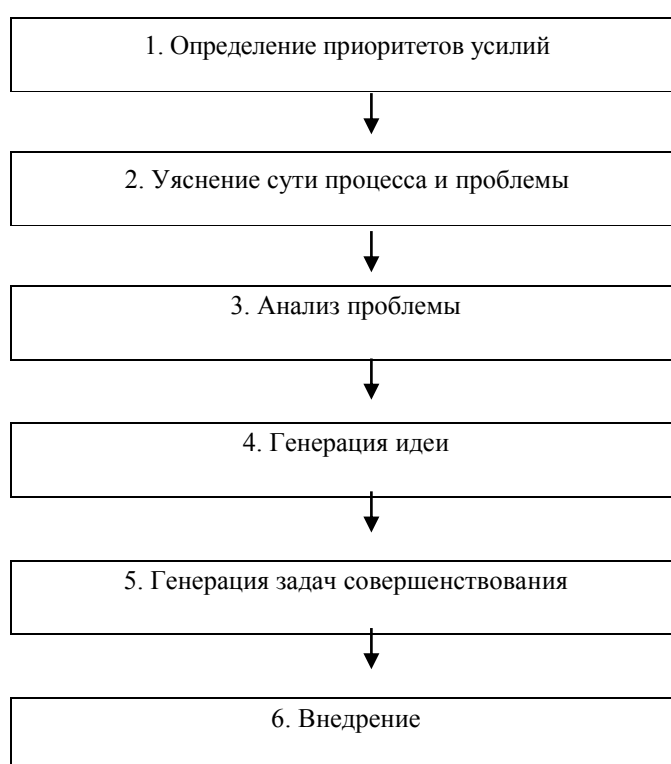 1. Определение приоритетов усилий
2. Уяснение сути процесса и проблемы
3. Анализ проблемы
4. Генерация идеи
5. Генерация задач совершенствования
6. Внедрение